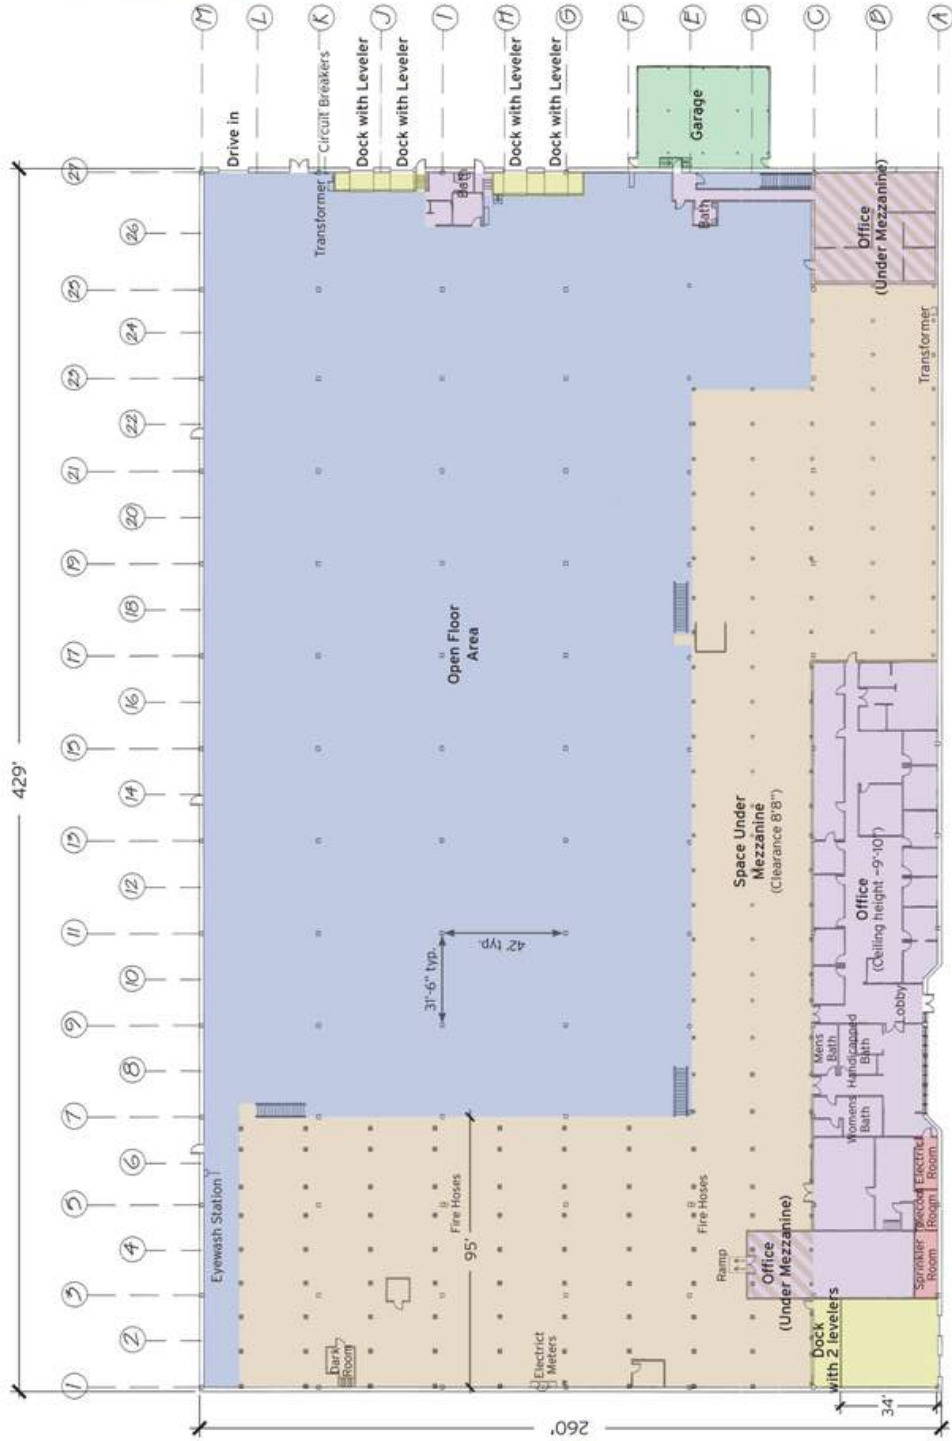 M
L
K
J
I
H
G
F
E
D
C
B
A
Drive in
Circuit Breakers
Dock with Leveler
Dock with Leveler
Dock with Leveler
Dock with Leveler
Garage
429'
27
26
25
24
23
22
21
20
19
18
17
16
15
14
13
12
11
10
9
8
7
6
5
4
3
2
1
Transformer
Bath
Bath
Office
(Under Mezzanine)
Transformer
Open Floor
Area
31'-6" typ.
42' typ.
Space Under
Mezzanine
(Clearance 8'8")
Office
(Ceiling height ~9'-10')
Lobby
Mens
Bath
Handicapped
Bath
Womens
Bath
Eyewash Station
Fire Hoses
Fire Hoses
95'
Ramp
Office
(Under Mezzanine)
Electric
Room
Room
Sprinkler
Room
Dark
Room
Electric
Meters
Dock
with 2 levelers
34'
260'